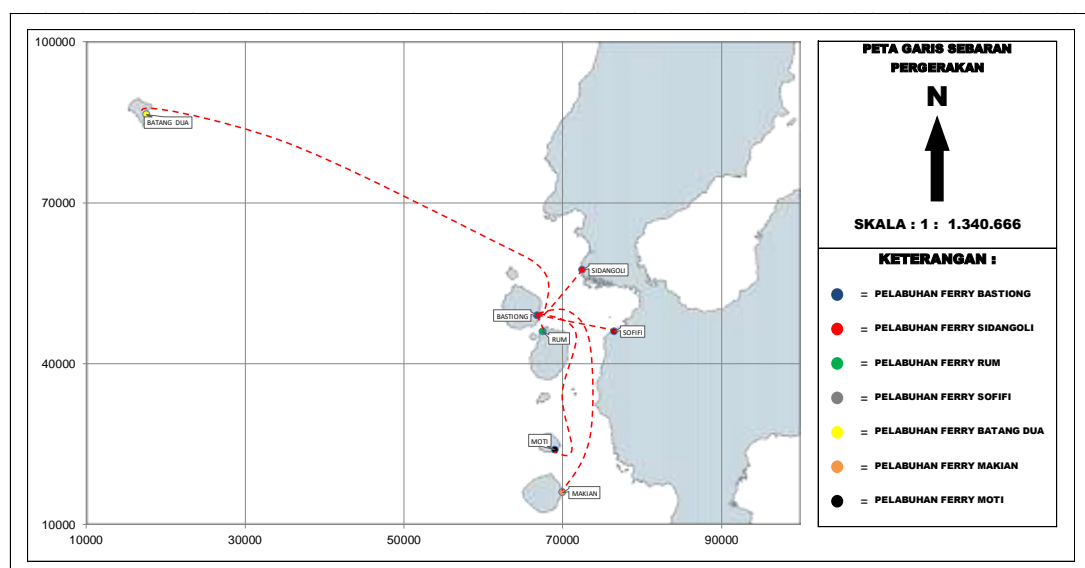 100000
70000
40000
10000
10000
30000
50000
70000
90000
BATANG DUA
SIDANGOLI
BASTIONG
SOFIFI
RUM
MOTI
MAKIAN
PETA GARIS SEBARAN
PERGERAKAN
N
SKALA : 1 : 1.340.666
KETERANGAN :
= PELABUHAN FERRY BASTIONG
= PELABUHAN FERRY SIDANGOLI
= PELABUHAN FERRY RUM
= PELABUHAN FERRY SOFIFI
= PELABUHAN FERRY BATANG DUA
= PELABUHAN FERRY MAKIAN
= PELABUHAN FERRY MOTI